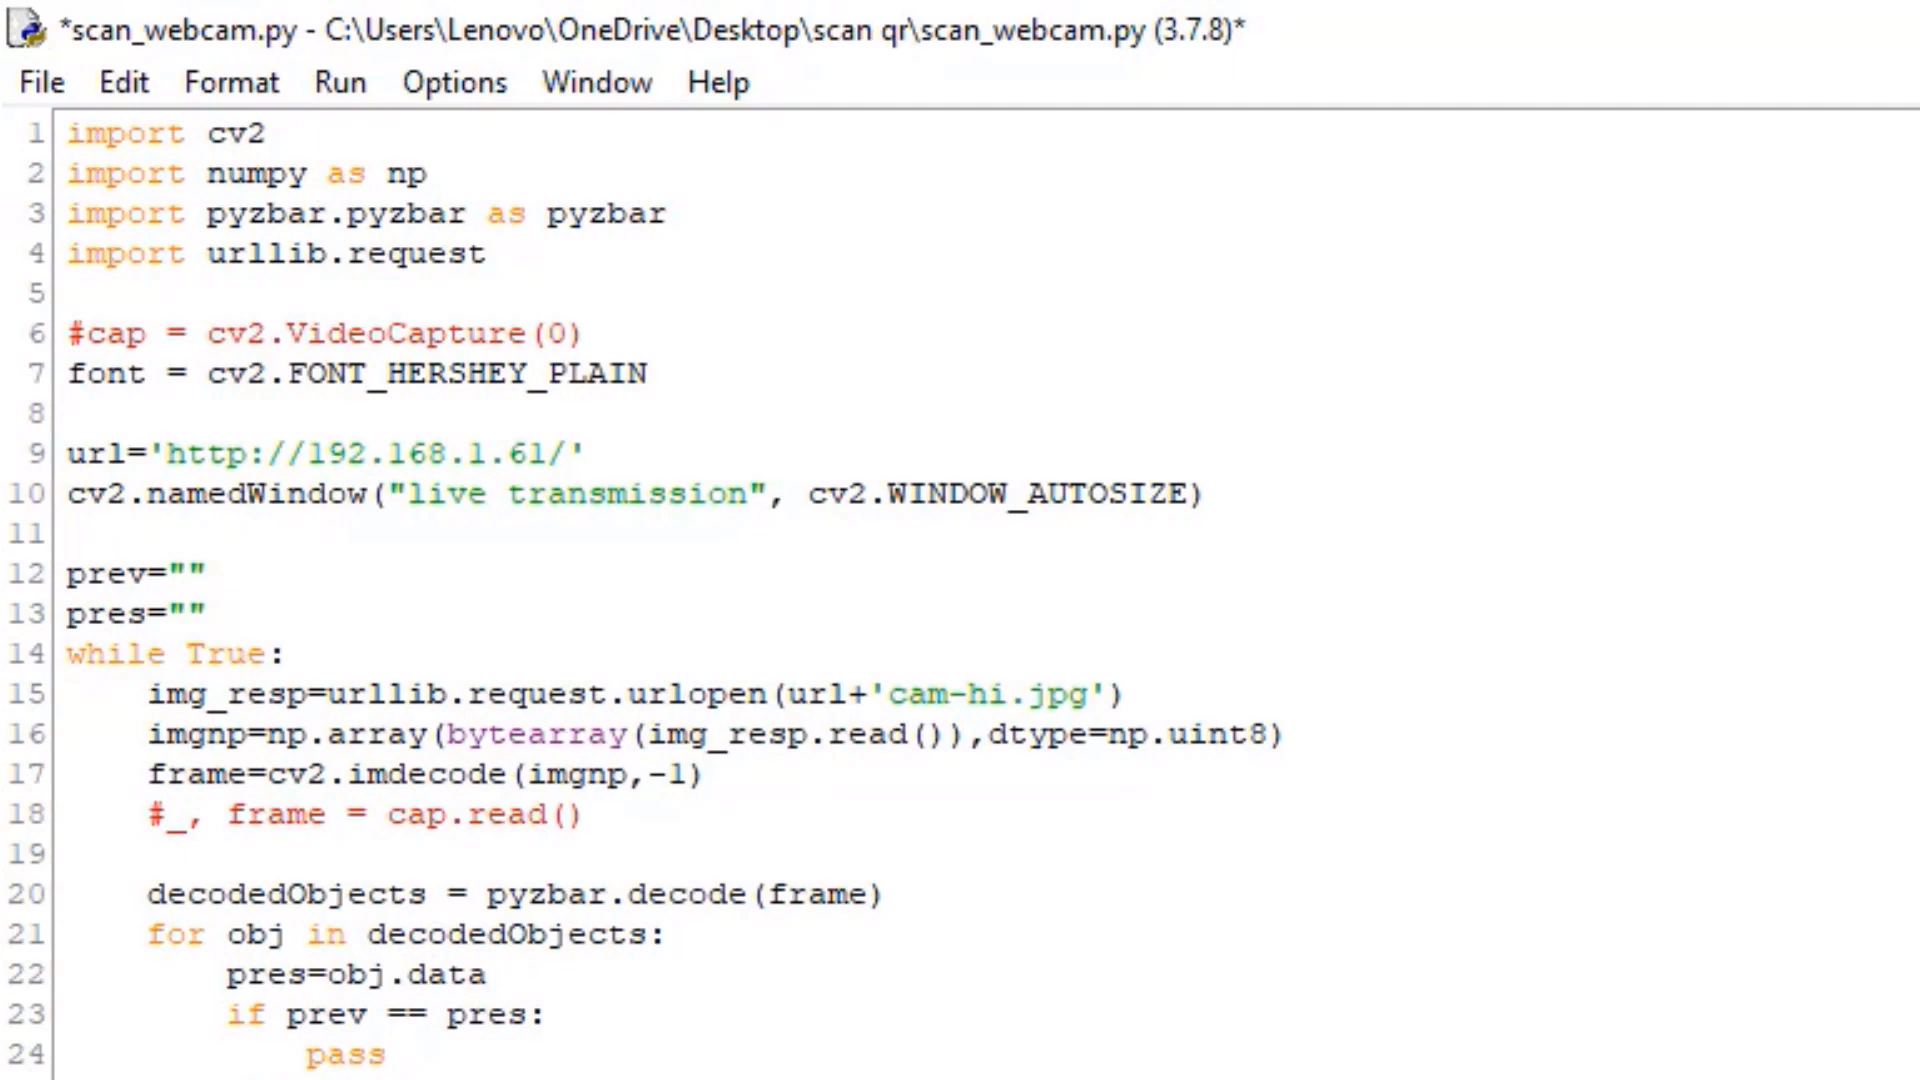 *scan_webcam.py - C:\Users\Lenovo\OneDrive\Desktop\scan qr\scan_webcam.py (3.7.8)*
File Edit Format Run Options Window Help
1 import cv2
2 import numpy as np
3 import pyzbar.pyzbar as pyzbar
4 import urllib.request
5
6 #cap = cv2.VideoCapture(0)
7 font = cv2.FONT_HERSHEY_PLAIN
8
9 url='http://192.168.1.61/'
10 cv2.namedWindow("live transmission", cv2.WINDOW_AUTOSIZE)
11
12 prev=""
13 pres=""
14 while True:
15     img_resp=urllib.request.urlopen(url+'cam-hi.jpg')
16     imgnp=np.array(bytearray(img_resp.read()),dtype=np.uint8)
17     frame=cv2.imdecode(imgnp,-1)
18     #_, frame = cap.read()
19
20     decodedObjects = pyzbar.decode(frame)
21     for obj in decodedObjects:
22         pres=obj.data
23         if prev == pres:
24             pass